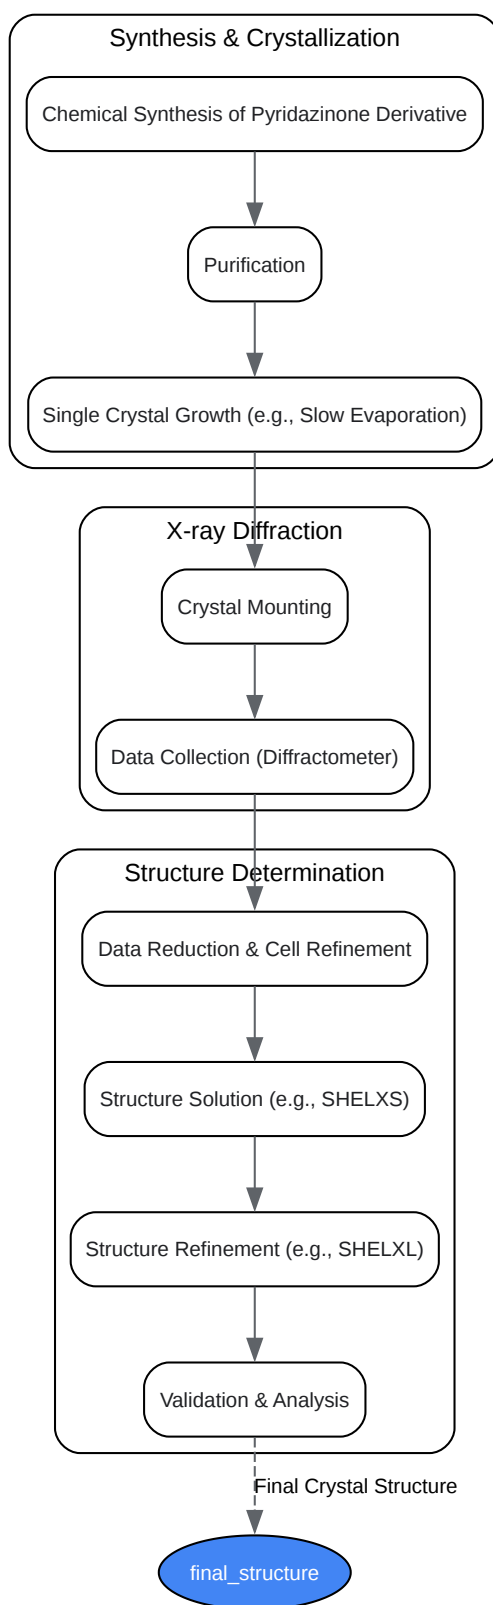 Synthesis & Crystallization
Chemical Synthesis of Pyridazinone Derivative
Purification
Single Crystal Growth (e.g., Slow Evaporation)
X-ray Diffraction
Crystal Mounting
Data Collection (Diffractometer)
Structure Determination
Data Reduction & Cell Refinement
Structure Solution (e.g., SHELXS)
Structure Refinement (e.g., SHELXL)
Validation & Analysis
Final Crystal Structure
final_structure